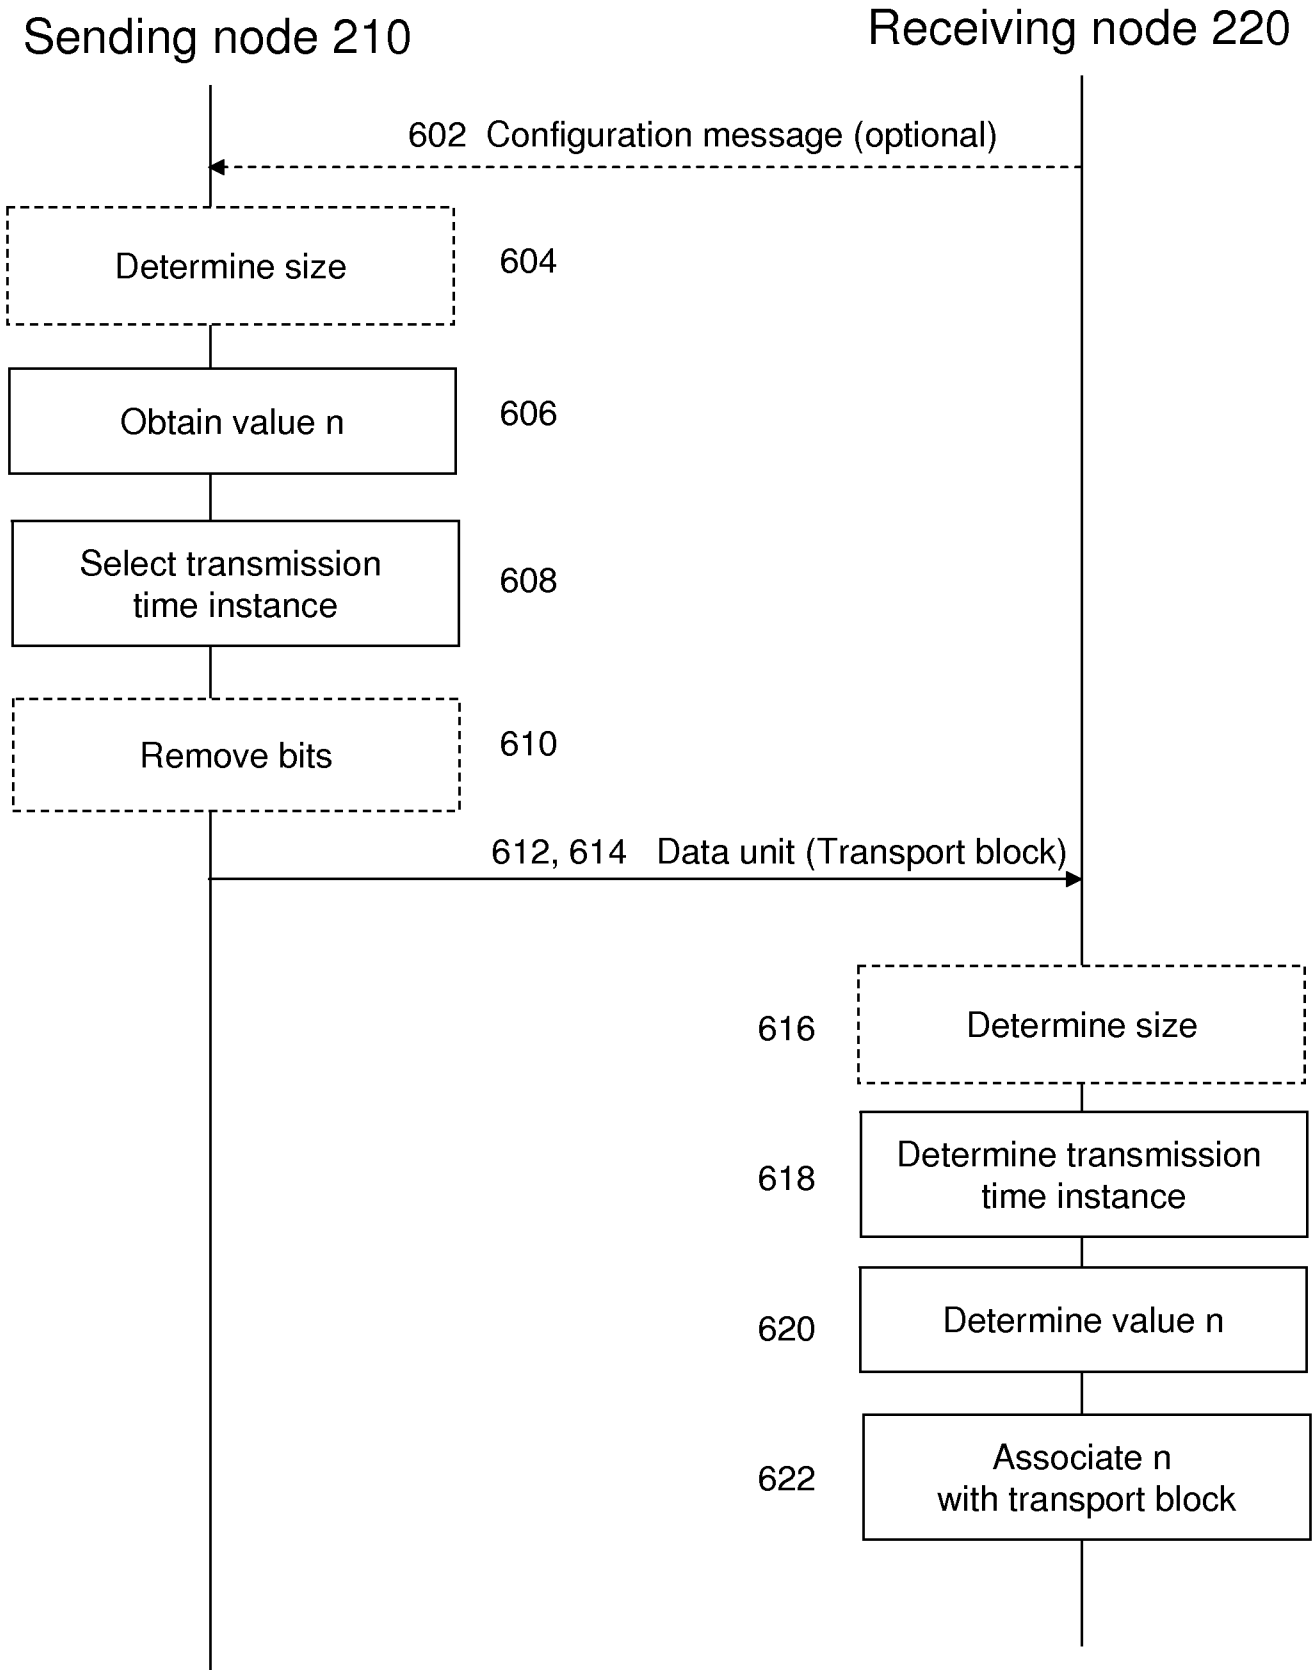 Sending node 210
Receiving node 220
602 Configuration message (optional)
Determine size
604
Obtain value n
606
Select transmission
time instance
608
Remove bits
610
612, 614 Data unit (Transport block)
616
Determine size
618
Determine transmission
time instance
620
Determine value n
622
Associate n
with transport block